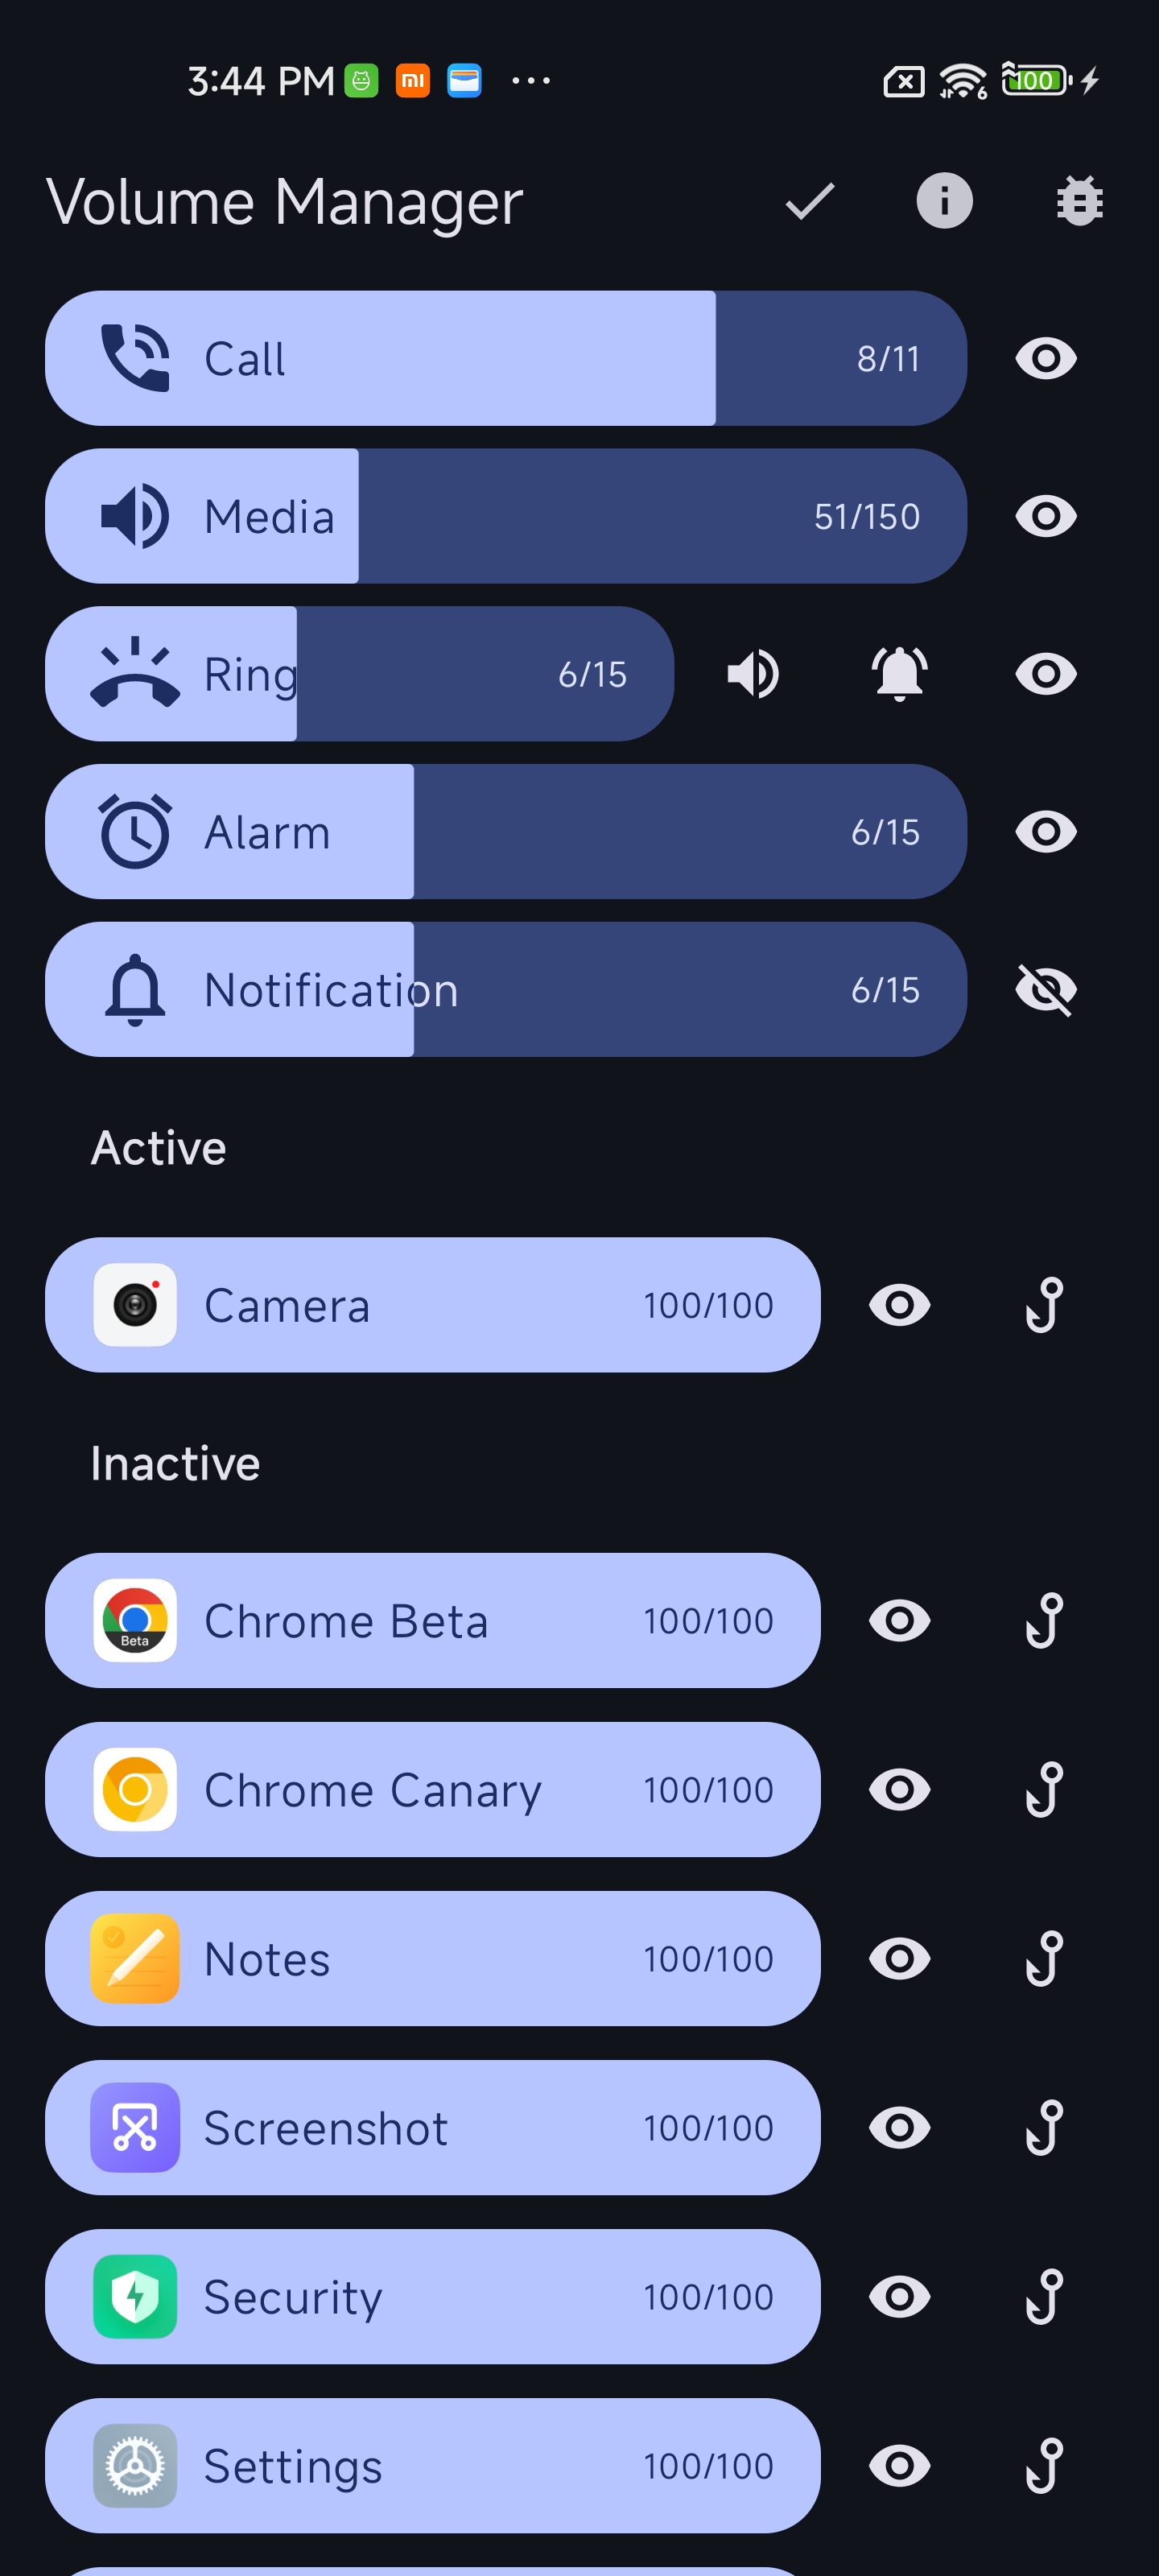 3:44 PM
100
Volume Manager
Call 8/11
Media 51/150
Ring 6/15
Alarm 6/15
Notification 6/15
Active
Camera 100/100
Inactive
Chrome Beta 100/100
Beta
Chrome Canary 100/100
Notes 100/100
Screenshot 100/100
Security 100/100
Settings 100/100